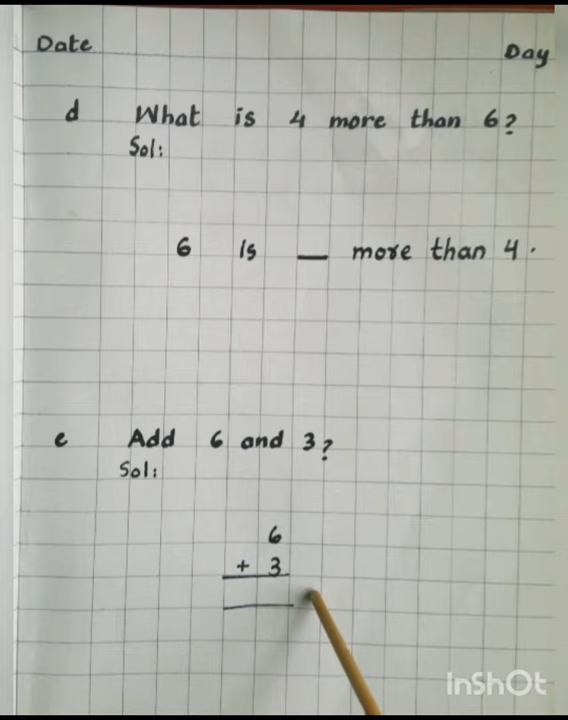 Date Day
d What is 4 more than 6?
Sol:
6 is __ more than 4.
e Add 6 and 3?
Sol:
6
+ 3
InShOt